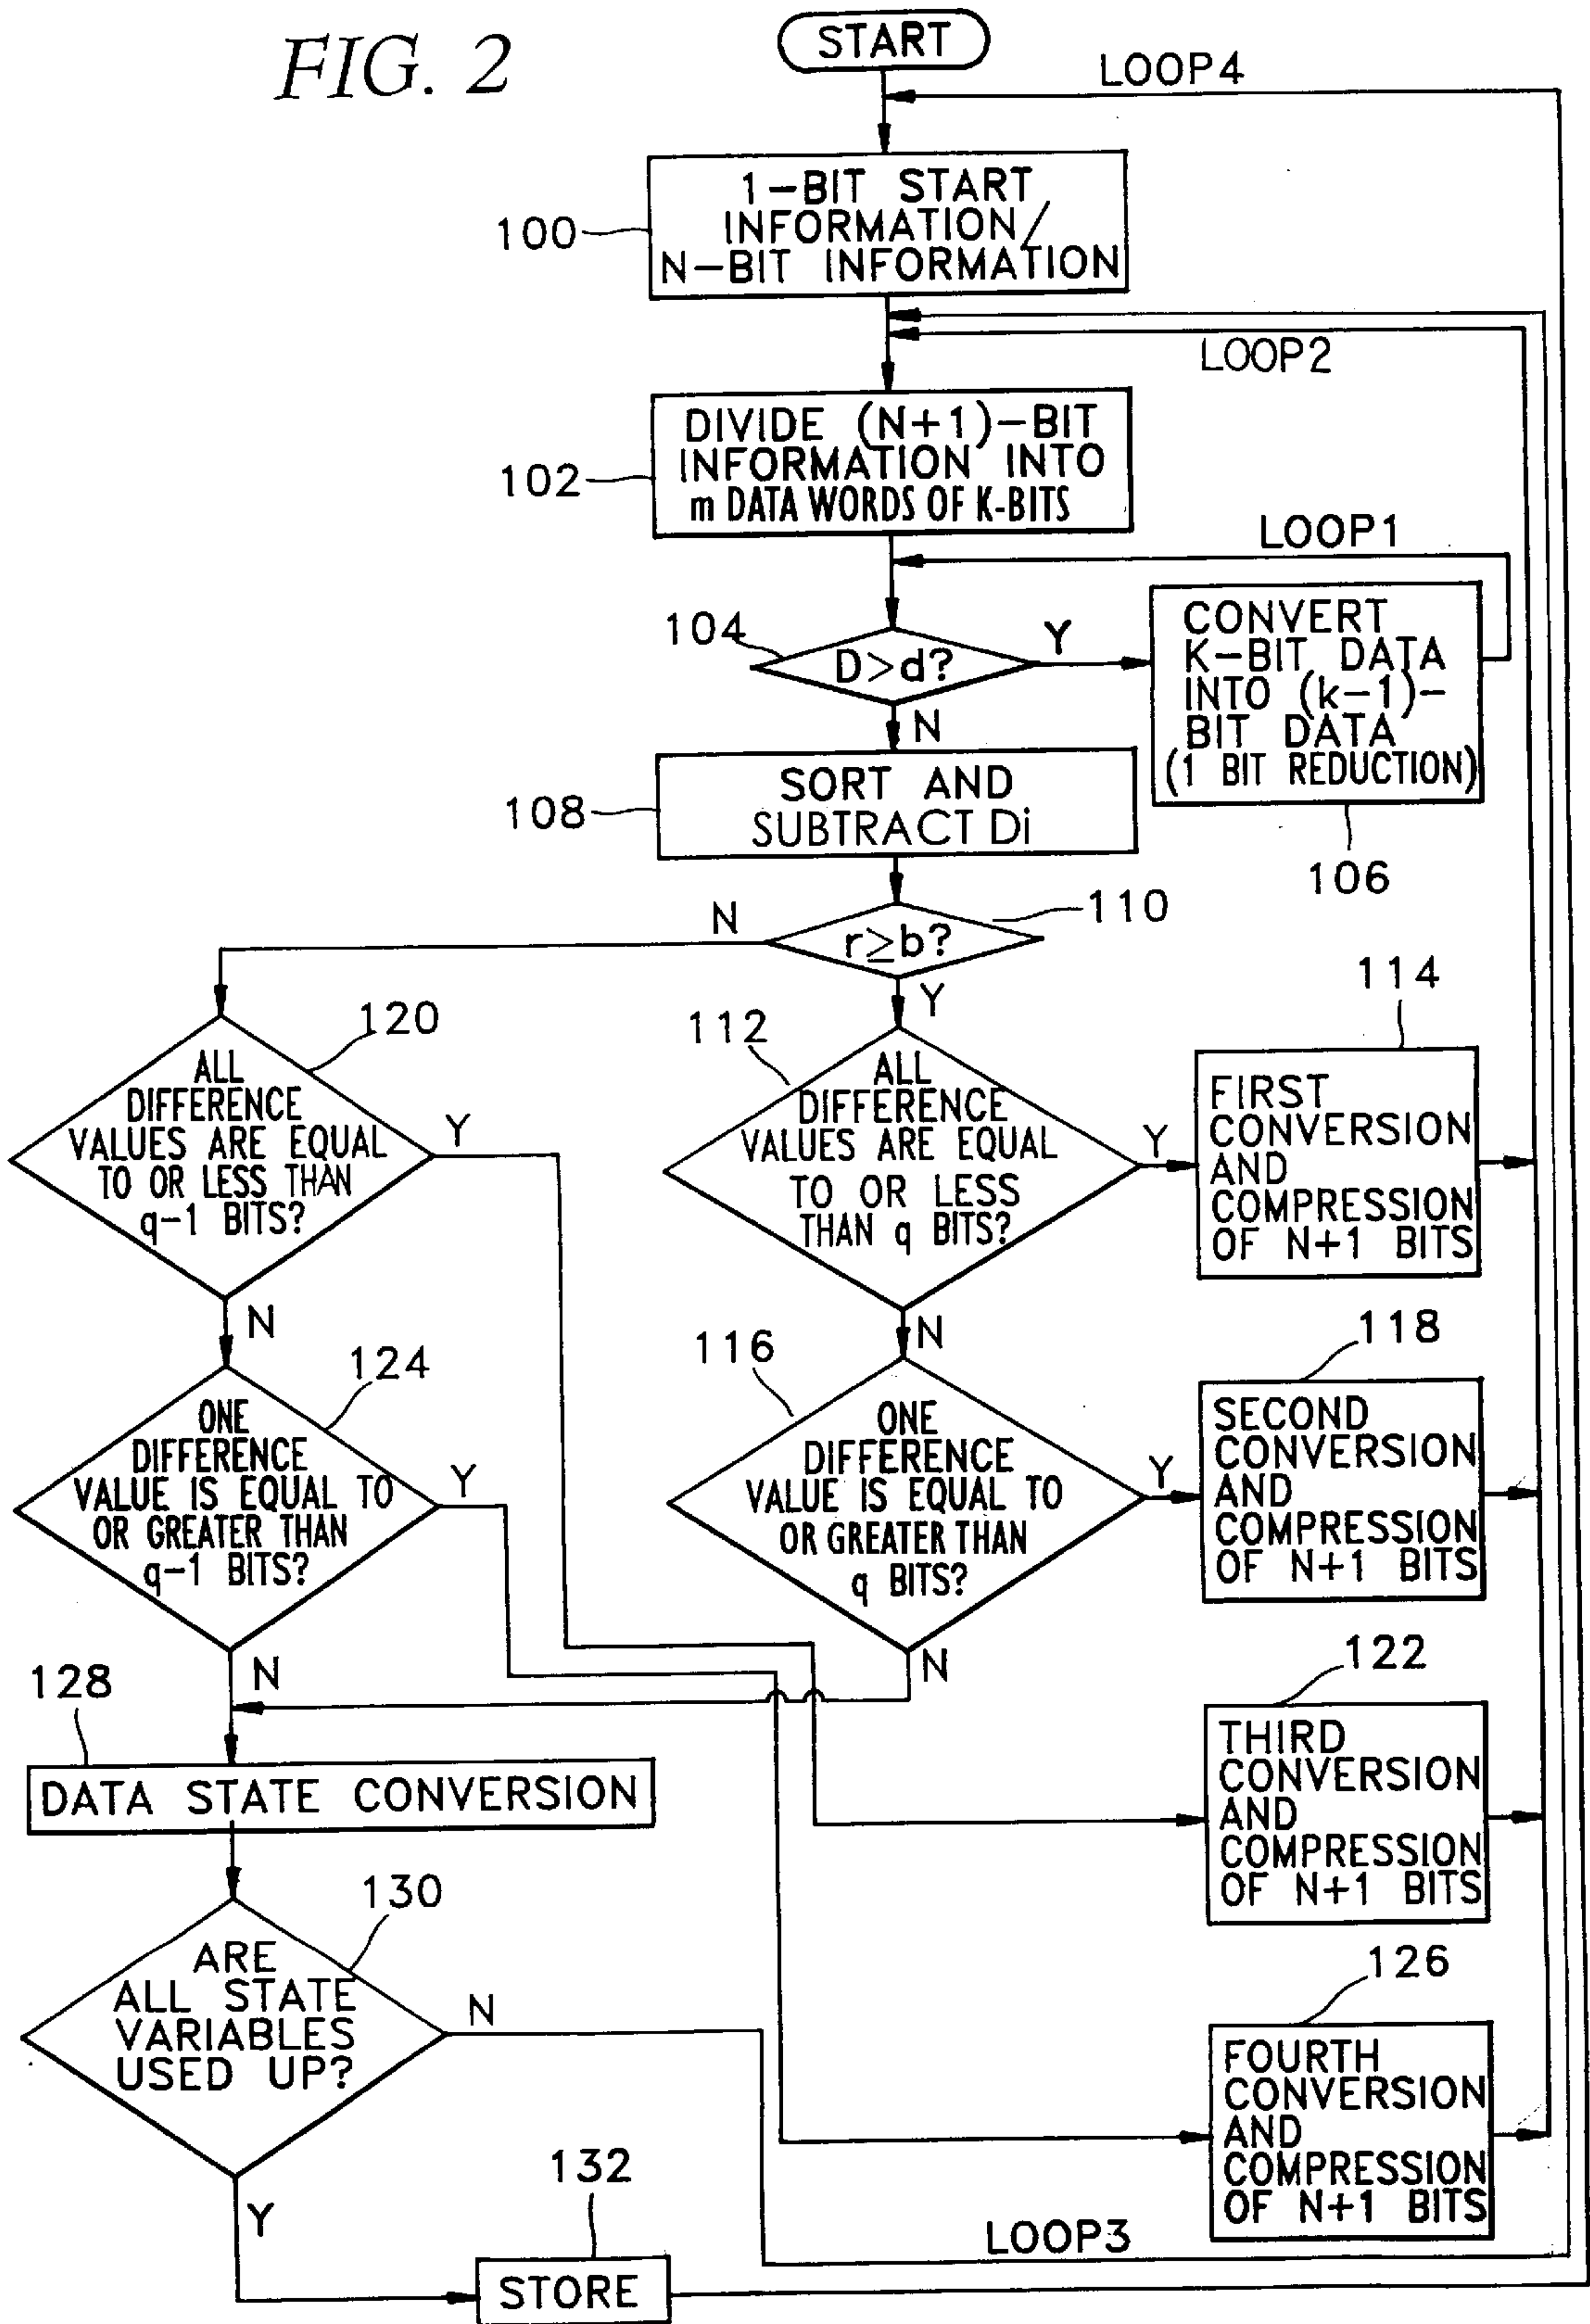 FIG. 2
START
LOOP4
1-BIT START
INFORMATION/
N-BIT INFORMATION
100
LOOP2
DIVIDE (N+1)-BIT
INFORMATION INTO
m DATA WORDS OF K-BITS
102
LOOP1
104
D>d?
Y
N
CONVERT
K-BIT DATA
INTO (k-1)-
BIT DATA
(1 BIT REDUCTION)
106
SORT AND
SUBTRACT Di
108
110
r≥b?
N
Y
120
ALL
DIFFERENCE
VALUES ARE EQUAL
TO OR LESS THAN
q-1 BITS?
Y
N
112
ALL
DIFFERENCE
VALUES ARE EQUAL
TO OR LESS
THAN q BITS?
Y
N
114
FIRST
CONVERSION
AND
COMPRESSION
OF N+1 BITS
124
ONE
DIFFERENCE
VALUE IS EQUAL TO
OR GREATER THAN
q-1 BITS?
Y
N
116
ONE
DIFFERENCE
VALUE IS EQUAL TO
OR GREATER THAN
q BITS?
Y
N
118
SECOND
CONVERSION
AND
COMPRESSION
OF N+1 BITS
122
THIRD
CONVERSION
AND
COMPRESSION
OF N+1 BITS
128
DATA STATE CONVERSION
130
ARE
ALL STATE
VARIABLES
USED UP?
N
Y
126
FOURTH
CONVERSION
AND
COMPRESSION
OF N+1 BITS
LOOP3
132
STORE